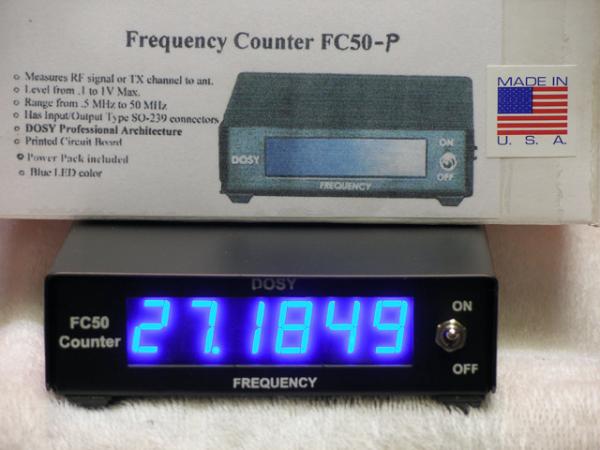 Frequency Counter FC50-P
Measures RF signal or TX channel to ant.
Level from .1 to 1V Max.
Range from .5 MHz to 50 MHz
Has Input/Output Type SO-239 connectors
DOSY Professional Architecture
Printed Circuit Board
Power Pack included
Blue LED color
DOSY
ON
OFF
FREQUENCY
MADE IN
U. S. A.
DOSY
FC50
Counter
27.1849
ON
OFF
FREQUENCY